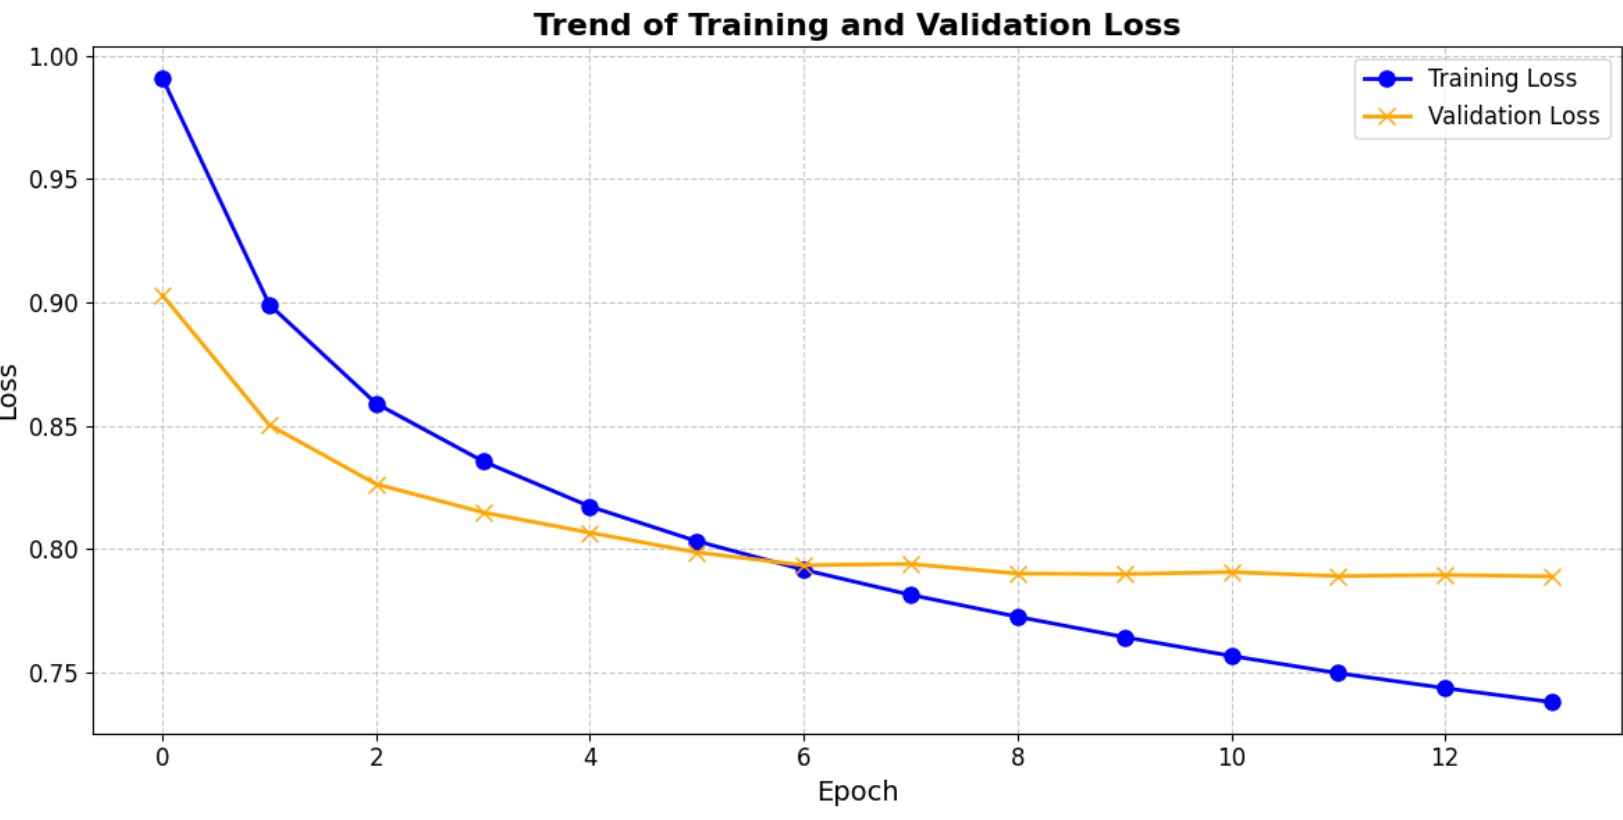 Trend of Training and Validation Loss
1.00
0.95
0.90
0.85
0.80
0.75
Loss
Training Loss
Validation Loss
0 2 4 6 8 10 12
Epoch